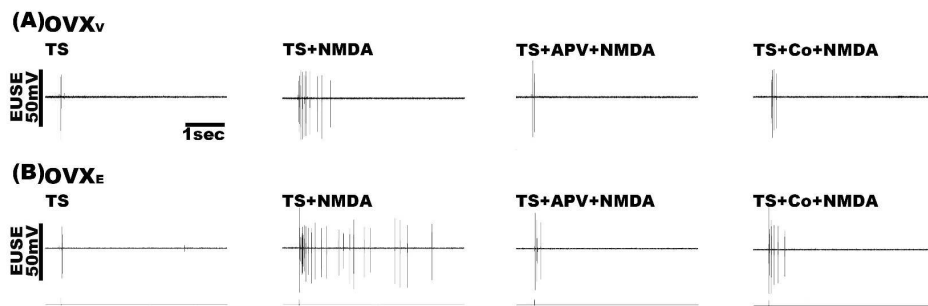 (A)OVXV
TS
TS+NMDA
TS+APV+NMDA
TS+Co+NMDA
EUSE
50mV
1sec
(B)OVXE
TS
TS+NMDA
TS+APV+NMDA
TS+Co+NMDA
EUSE
50mV